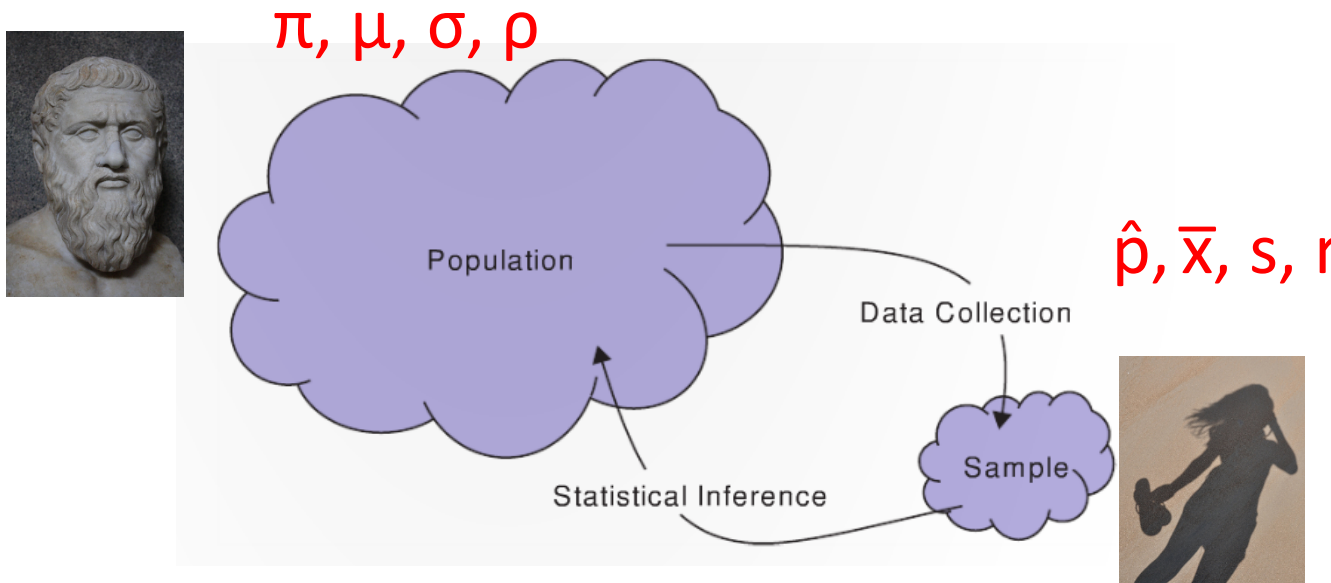 π, μ, σ, ρ
Population
p̂, x̅, s, r
Data Collection
Sample
Statistical Inference